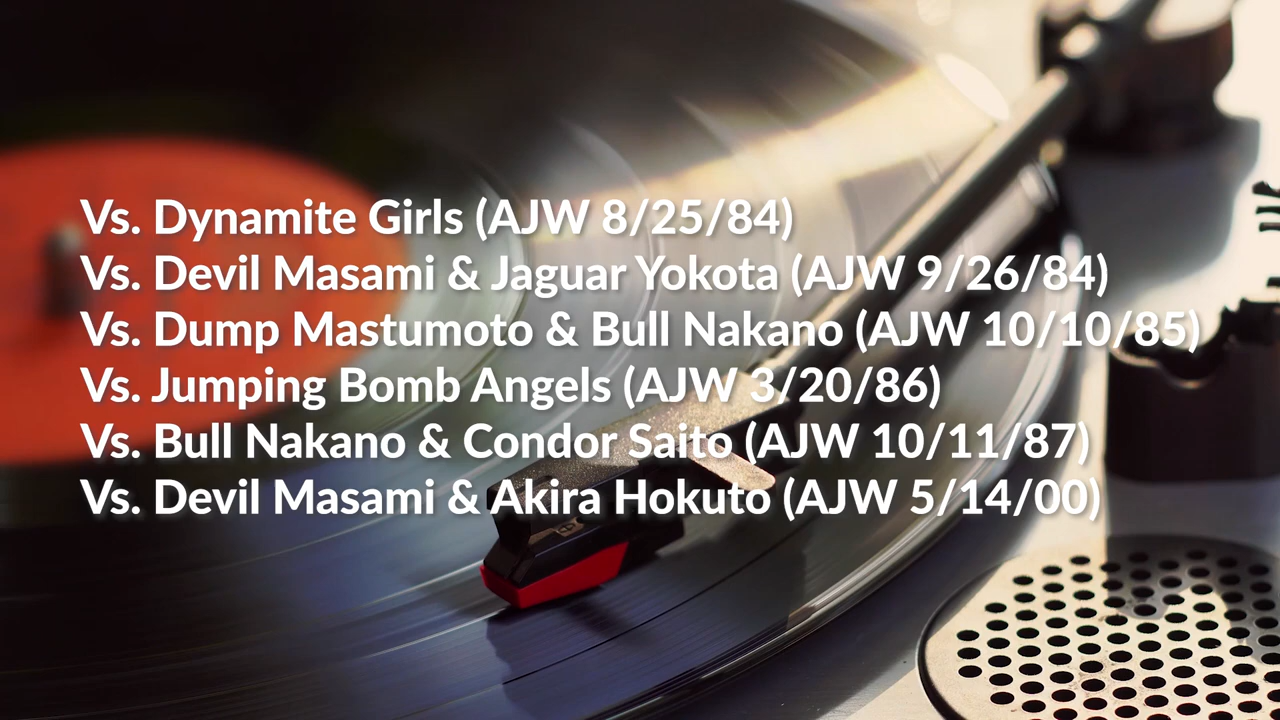 Vs. Dynamite Girls (AJW 8/25/84)
Vs. Devil Masami & Jaguar Yokota (AJW 9/26/84)
Vs. Dump Mastumoto & Bull Nakano (AJW 10/10/85)
Vs. Jumping Bomb Angels (AJW 3/20/86)
Vs. Bull Nakano & Condor Saito (AJW 10/11/87)
Vs. Devil Masami & Akira Hokuto (AJW 5/14/00)